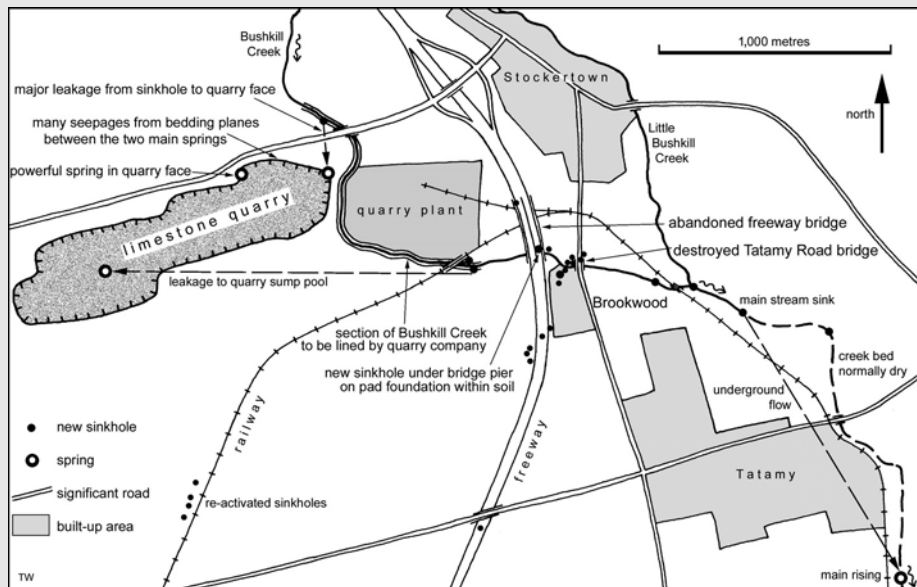 Bushkill
Creek
1,000 metres
Stockertown
major leakage from sinkhole to quarry face
north
many seepages from bedding planes
between the two main springs
Little
Bushkill
Creek
powerful spring in quarry face
limestone quarry
quarry plant
abandoned freeway bridge
destroyed Tatamy Road bridge
leakage to quarry sump pool
Brookwood
main stream sink
section of Bushkill Creek
to be lined by quarry company
creek bed
normally dry
new sinkhole under bridge pier
on pad foundation within soil
underground
flow
railway
freeway
new sinkhole
spring
significant road
built-up area
re-activated sinkholes
Tatamy
TW
main rising